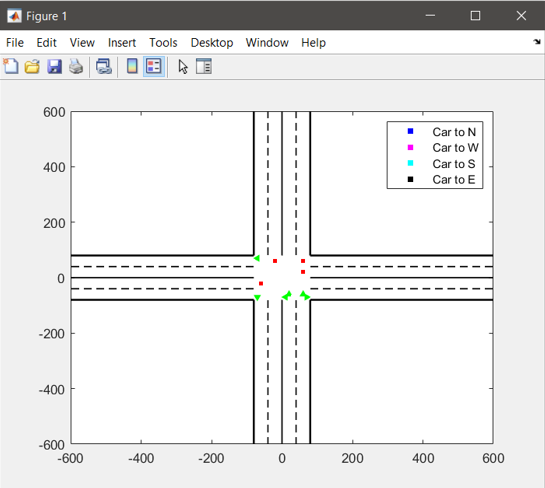 Figure 1
File Edit View Insert Tools Desktop Window Help
600
400
200
0
-200
-400
-600
-600 -400 -200 0 200 400 600
Car to N
Car to W
Car to S
Car to E